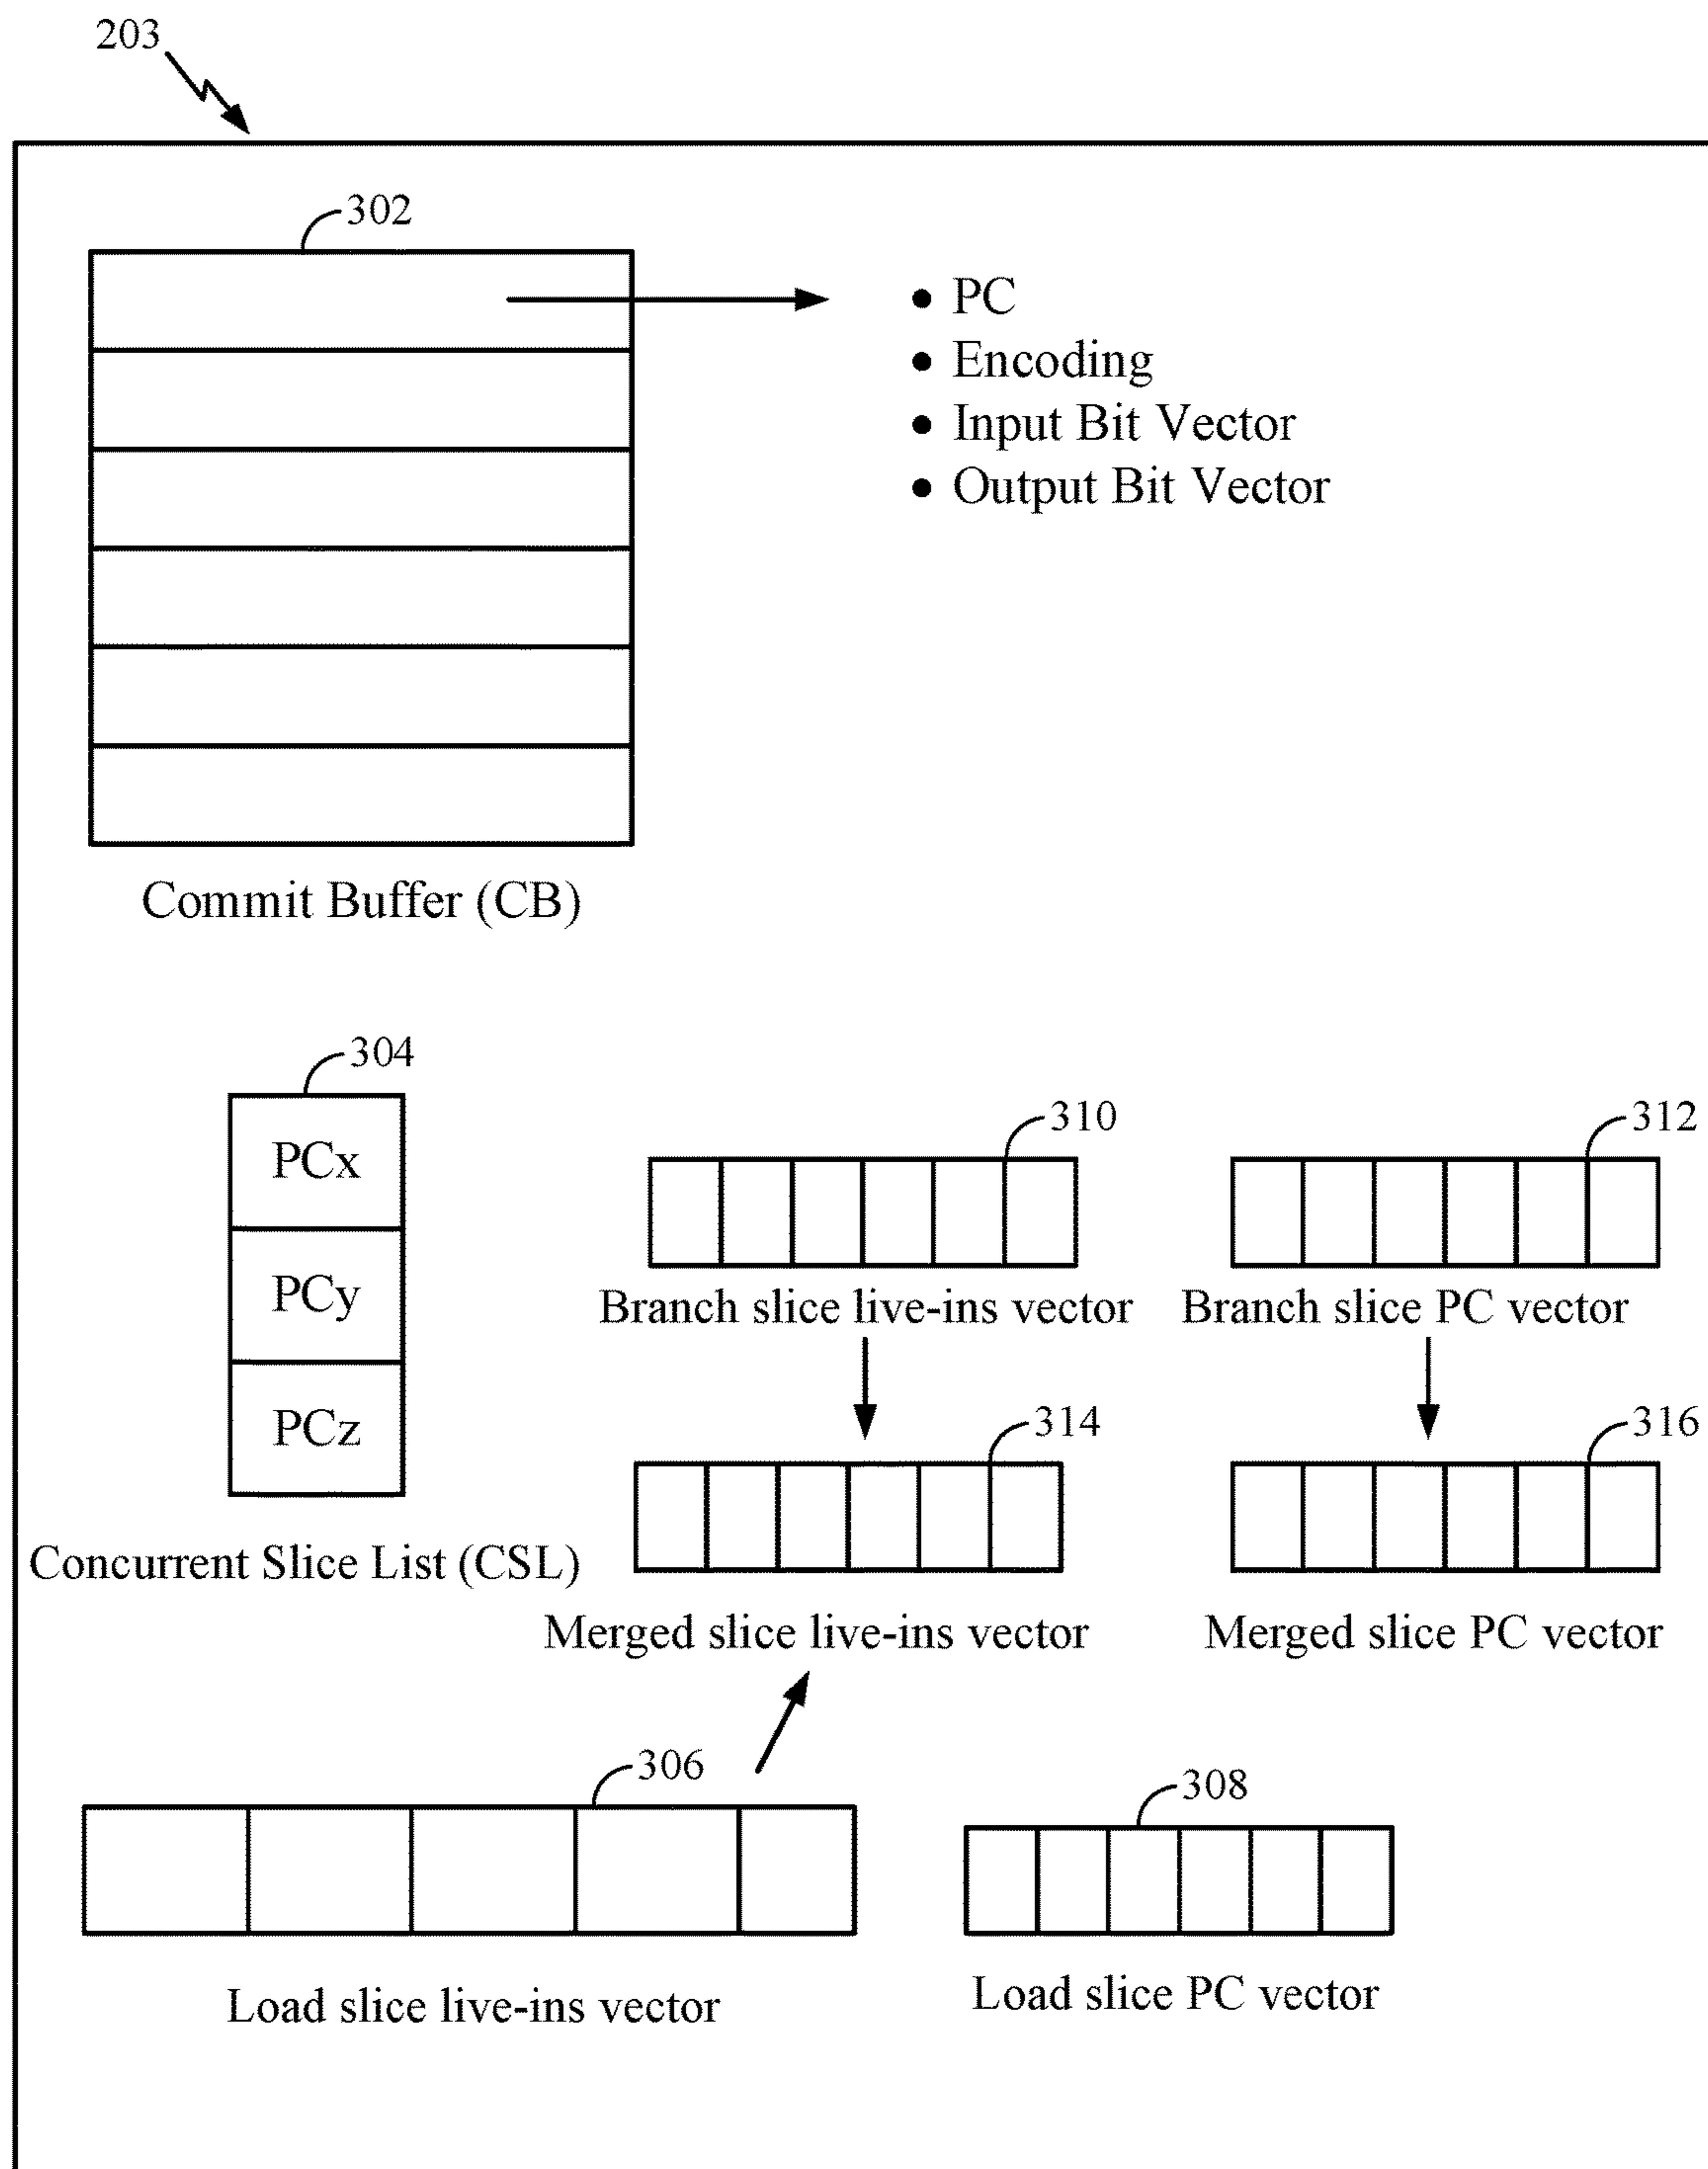 203
302
• PC
• Encoding
• Input Bit Vector
• Output Bit Vector
Commit Buffer (CB)
304
PCx
PCy
PCz
Concurrent Slice List (CSL)
310
312
Branch slice live-ins vector
Branch slice PC vector
314
316
Merged slice live-ins vector
Merged slice PC vector
306
308
Load slice live-ins vector
Load slice PC vector